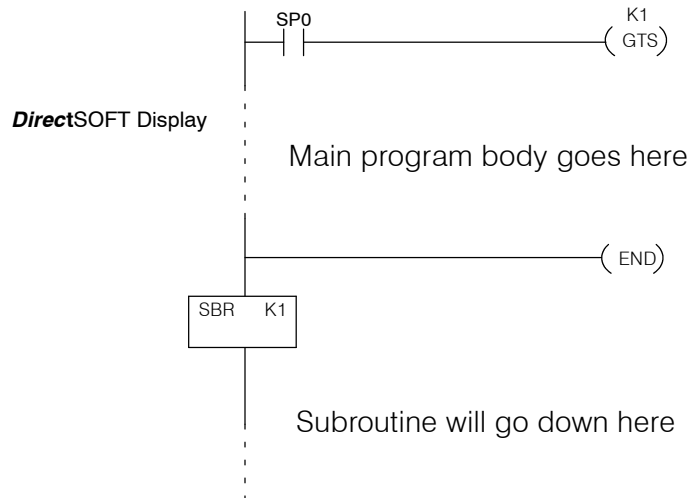 SP0
K1
GTS
DirectSOFT Display
Main program body goes here
END
SBR K1
Subroutine will go down here